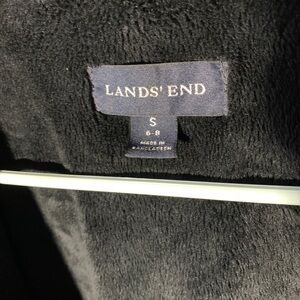 LANDS' END
S
6-8
MADE IN
BANGLADESH